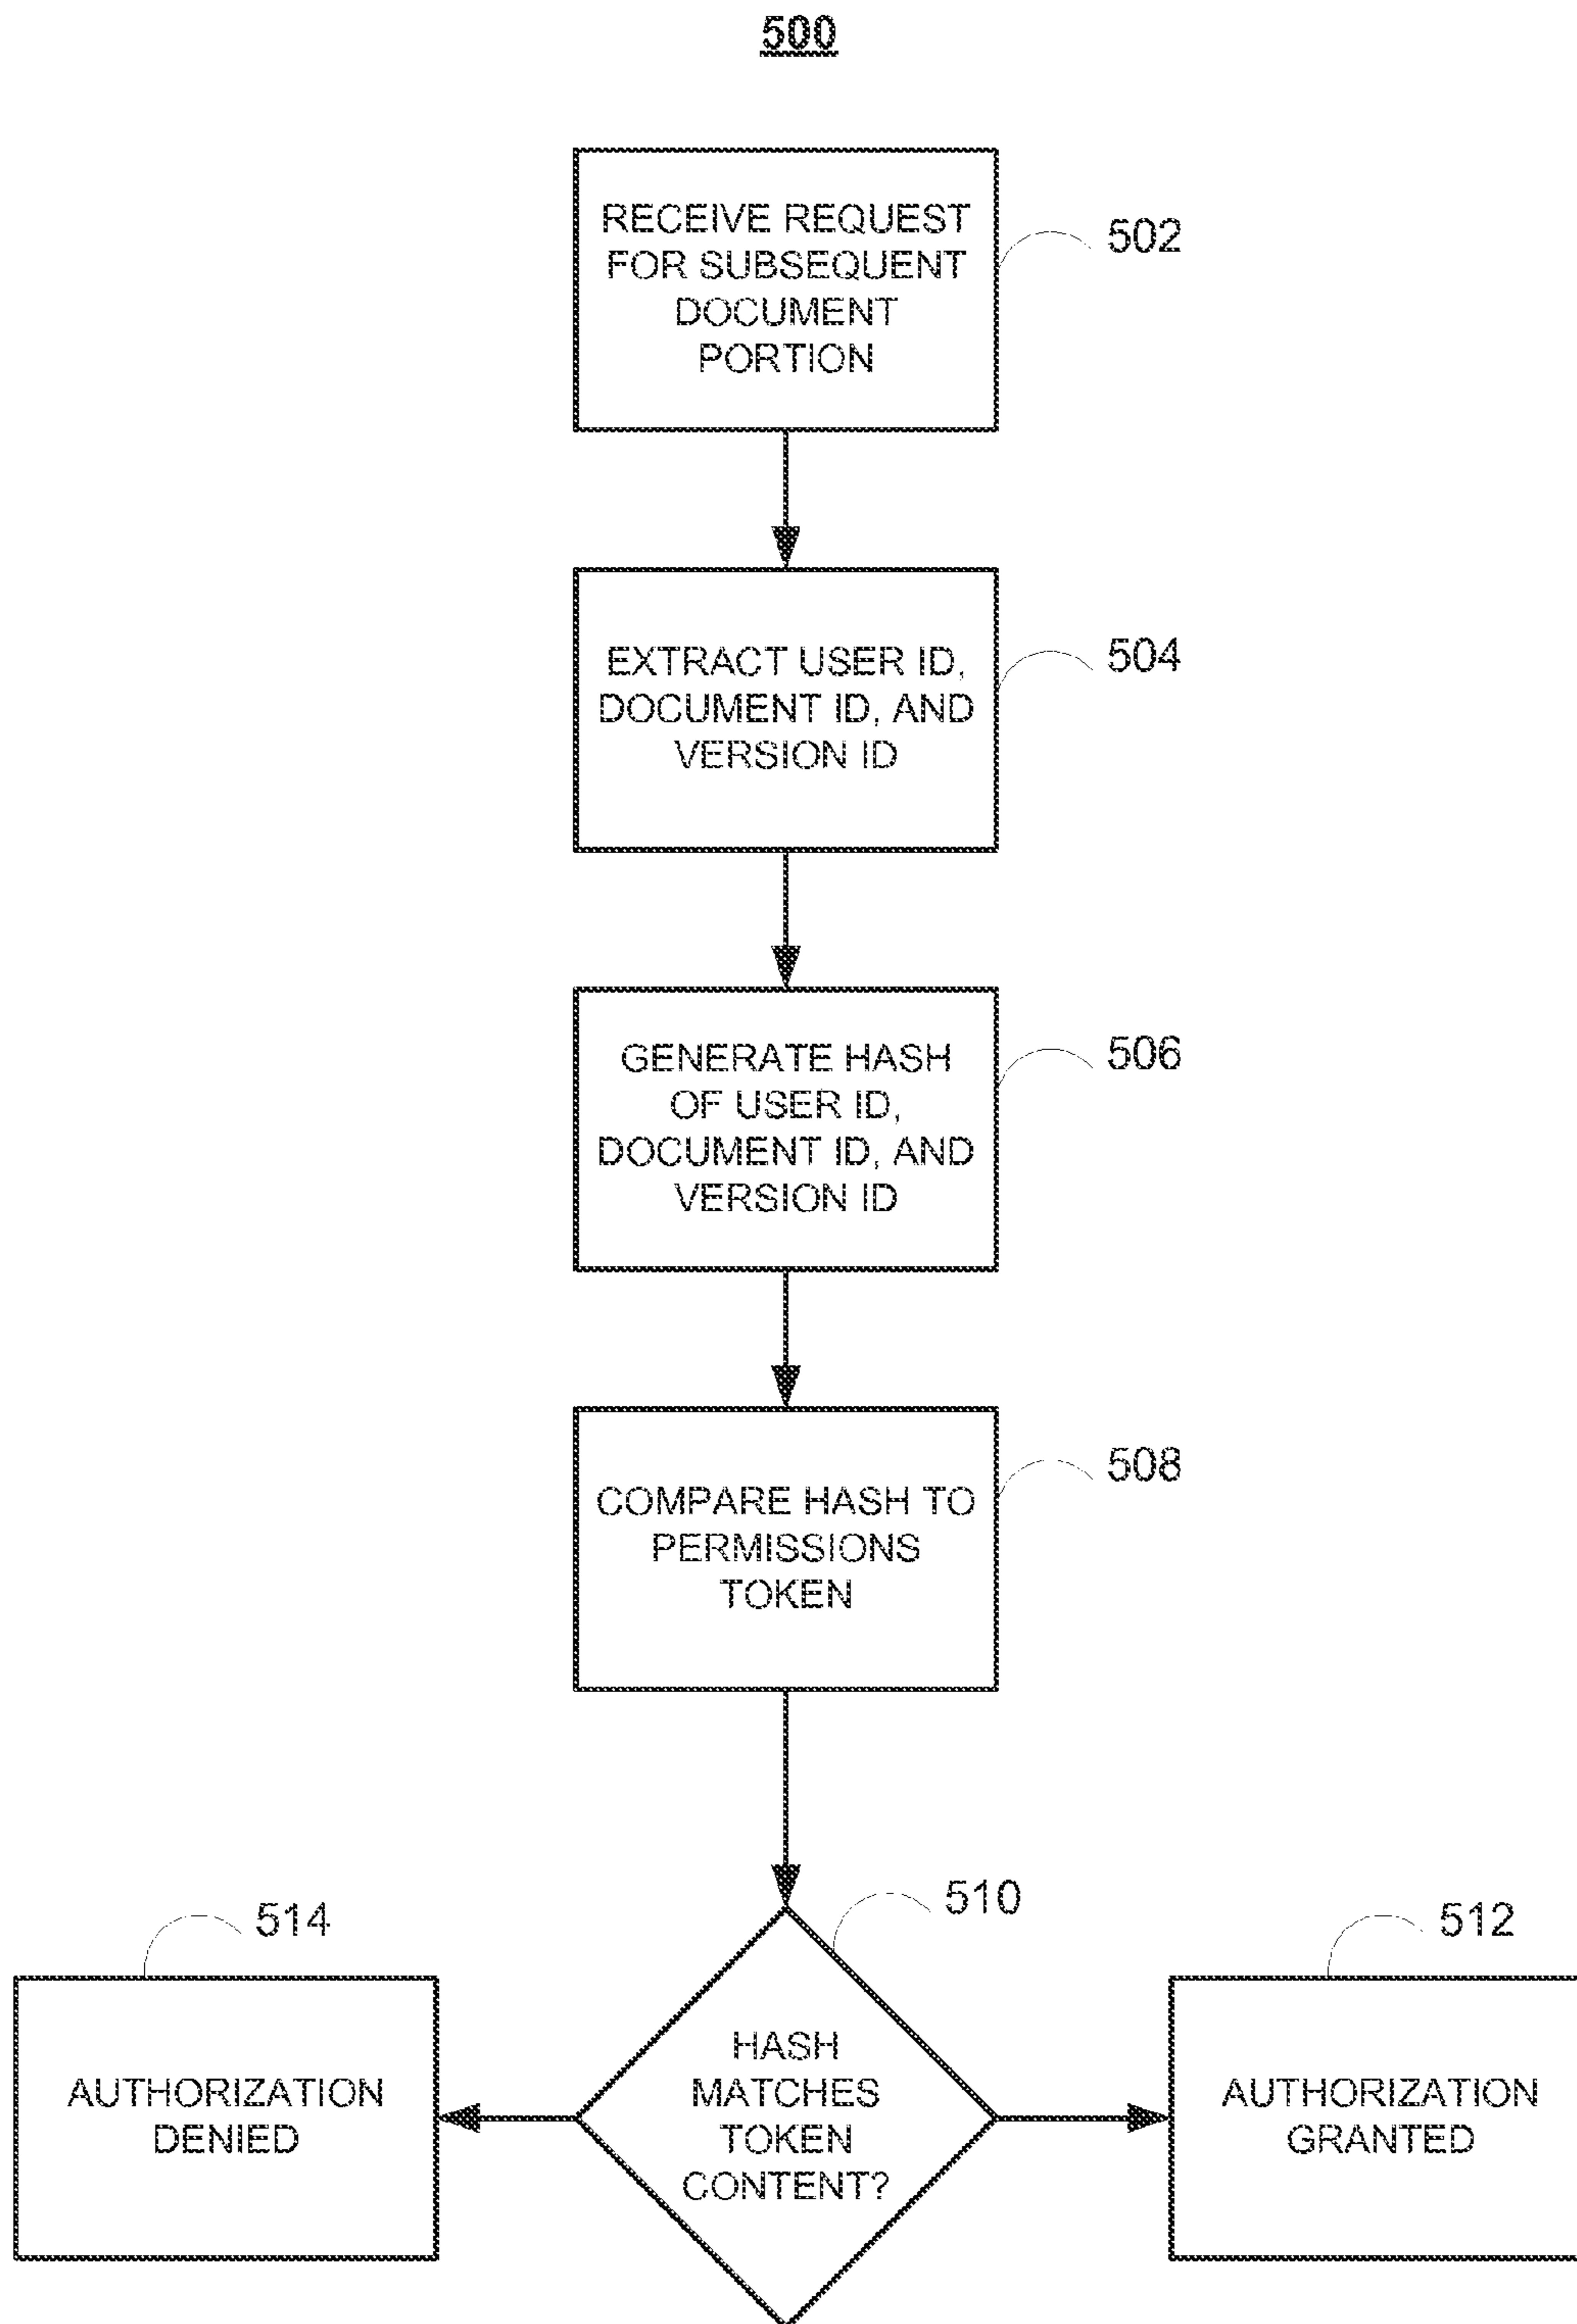 500
RECEIVE REQUEST
FOR SUBSEQUENT
DOCUMENT
PORTION
502
EXTRACT USER ID,
DOCUMENT ID, AND
VERSION ID
504
GENERATE HASH
OF USER ID,
DOCUMENT ID, AND
VERSION ID
506
COMPARE HASH TO
PERMISSIONS
TOKEN
508
510
HASH
MATCHES
TOKEN
CONTENT?
514
AUTHORIZATION
DENIED
512
AUTHORIZATION
GRANTED